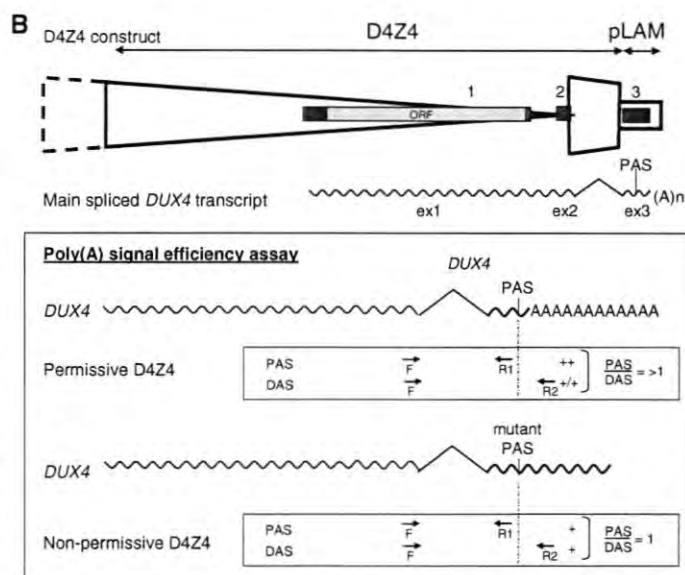 B
D4Z4 construct
D4Z4
pLAM
1
2
3
ORF
PAS
Main spliced DUX4 transcript
(A)n
ex1
ex2
ex3
Poly(A) signal efficiency assay
DUX4
PAS
DUX4
AAAAAAAAAAAA
Permissive D4Z4
PAS
F
R1
++
DAS
F
R2
+/+
PAS
DAS
= >1
mutant
PAS
DUX4
Non-permissive D4Z4
PAS
F
R1
+
DAS
F
R2
+
PAS
DAS
= 1